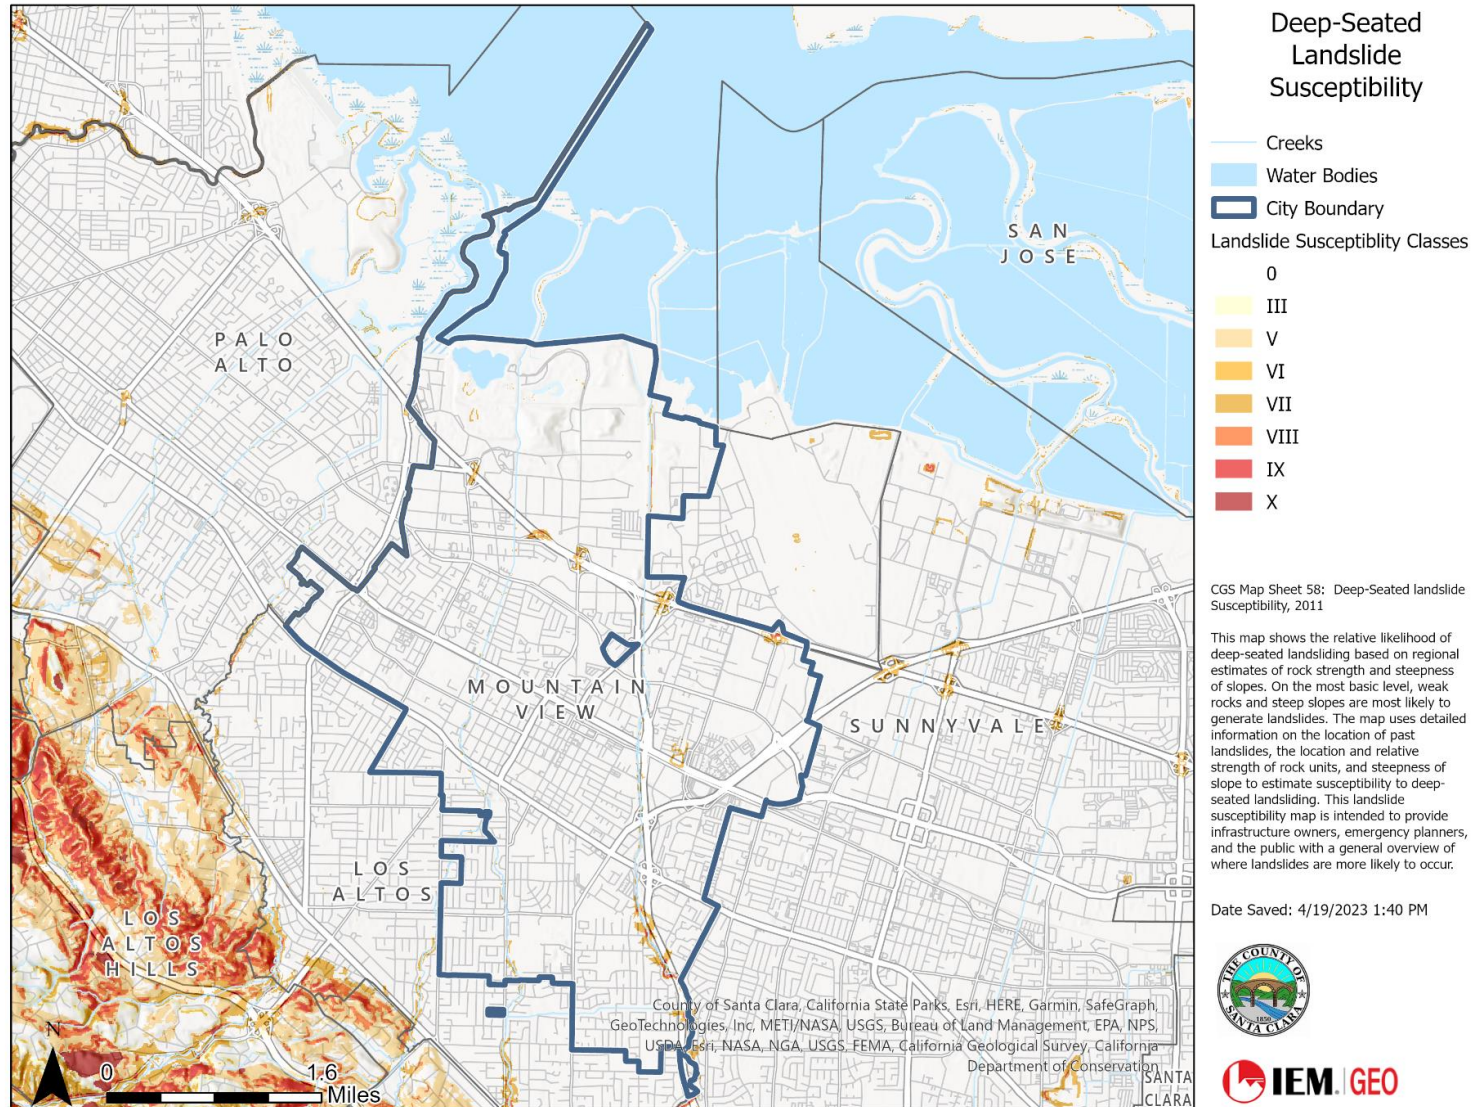 Deep-Seated
Landslide
Susceptibility
Creeks
Water Bodies
City Boundary
Landslide Susceptiblity Classes
0
III
V
VI
VII
VIII
IX
X
CGS Map Sheet 58: Deep-Seated landslide
Susceptibility, 2011
This map shows the relative likelihood of
deep-seated landsliding based on regional
estimates of rock strength and steepness
of slopes. On the most basic level, weak
rocks and steep slopes are most likely to
generate landslides. The map uses detailed
information on the location of past
landslides, the location and relative
strength of rock units, and steepness of
slope to estimate susceptibility to deep-
seated landsliding. This landslide
susceptibility map is intended to provide
infrastructure owners, emergency planners,
and the public with a general overview of
where landslides are more likely to occur.
Date Saved: 4/19/2023 1:40 PM
THE COUNTY OF
SANTA CLARA
1850
IEM GEO
SAN
JOSE
PALO
ALTO
MOUNTAIN
VIEW
SUNNYVALE
LOS
ALTOS
LOS
ALTOS
HILLS
SANTA
CLARA
County of Santa Clara, California State Parks, Esri, HERE, Garmin, SafeGraph,
GeoTechnologies, Inc, METI/NASA, USGS, Bureau of Land Management, EPA, NPS,
USDA, Esri, NASA, NGA, USGS, FEMA, California Geological Survey, California
Department of Conservation
N
0 1.6
Miles